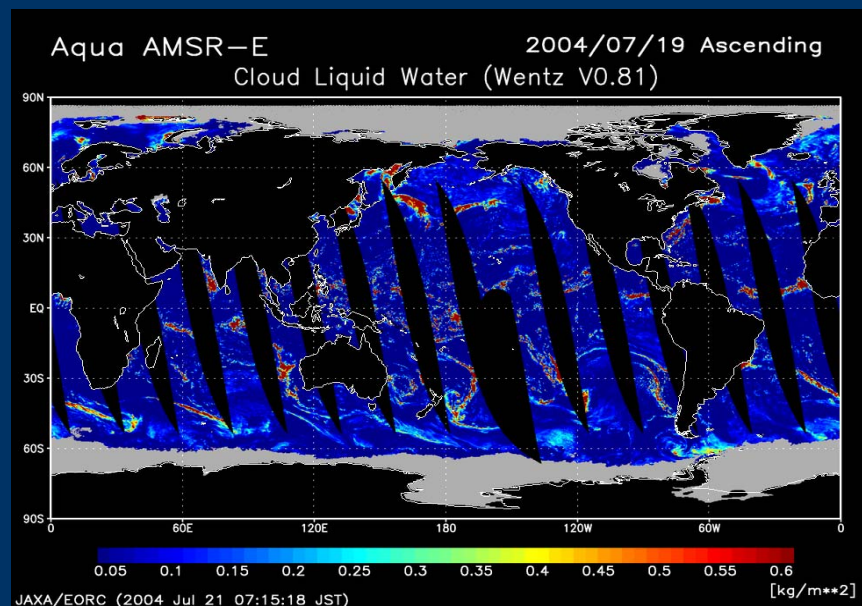 Aqua AMSR-E 2004/07/19 Ascending
Cloud Liquid Water (Wentz V0.81)
90N
60N
30N
EQ
30S
60S
90S
0 60E 120E 180 120W 60W 0
0.05 0.1 0.15 0.2 0.25 0.3 0.35 0.4 0.45 0.5 0.55 0.6
[kg/m**2]
JAXA/EORC (2004 Jul 21 07:15:18 JST)